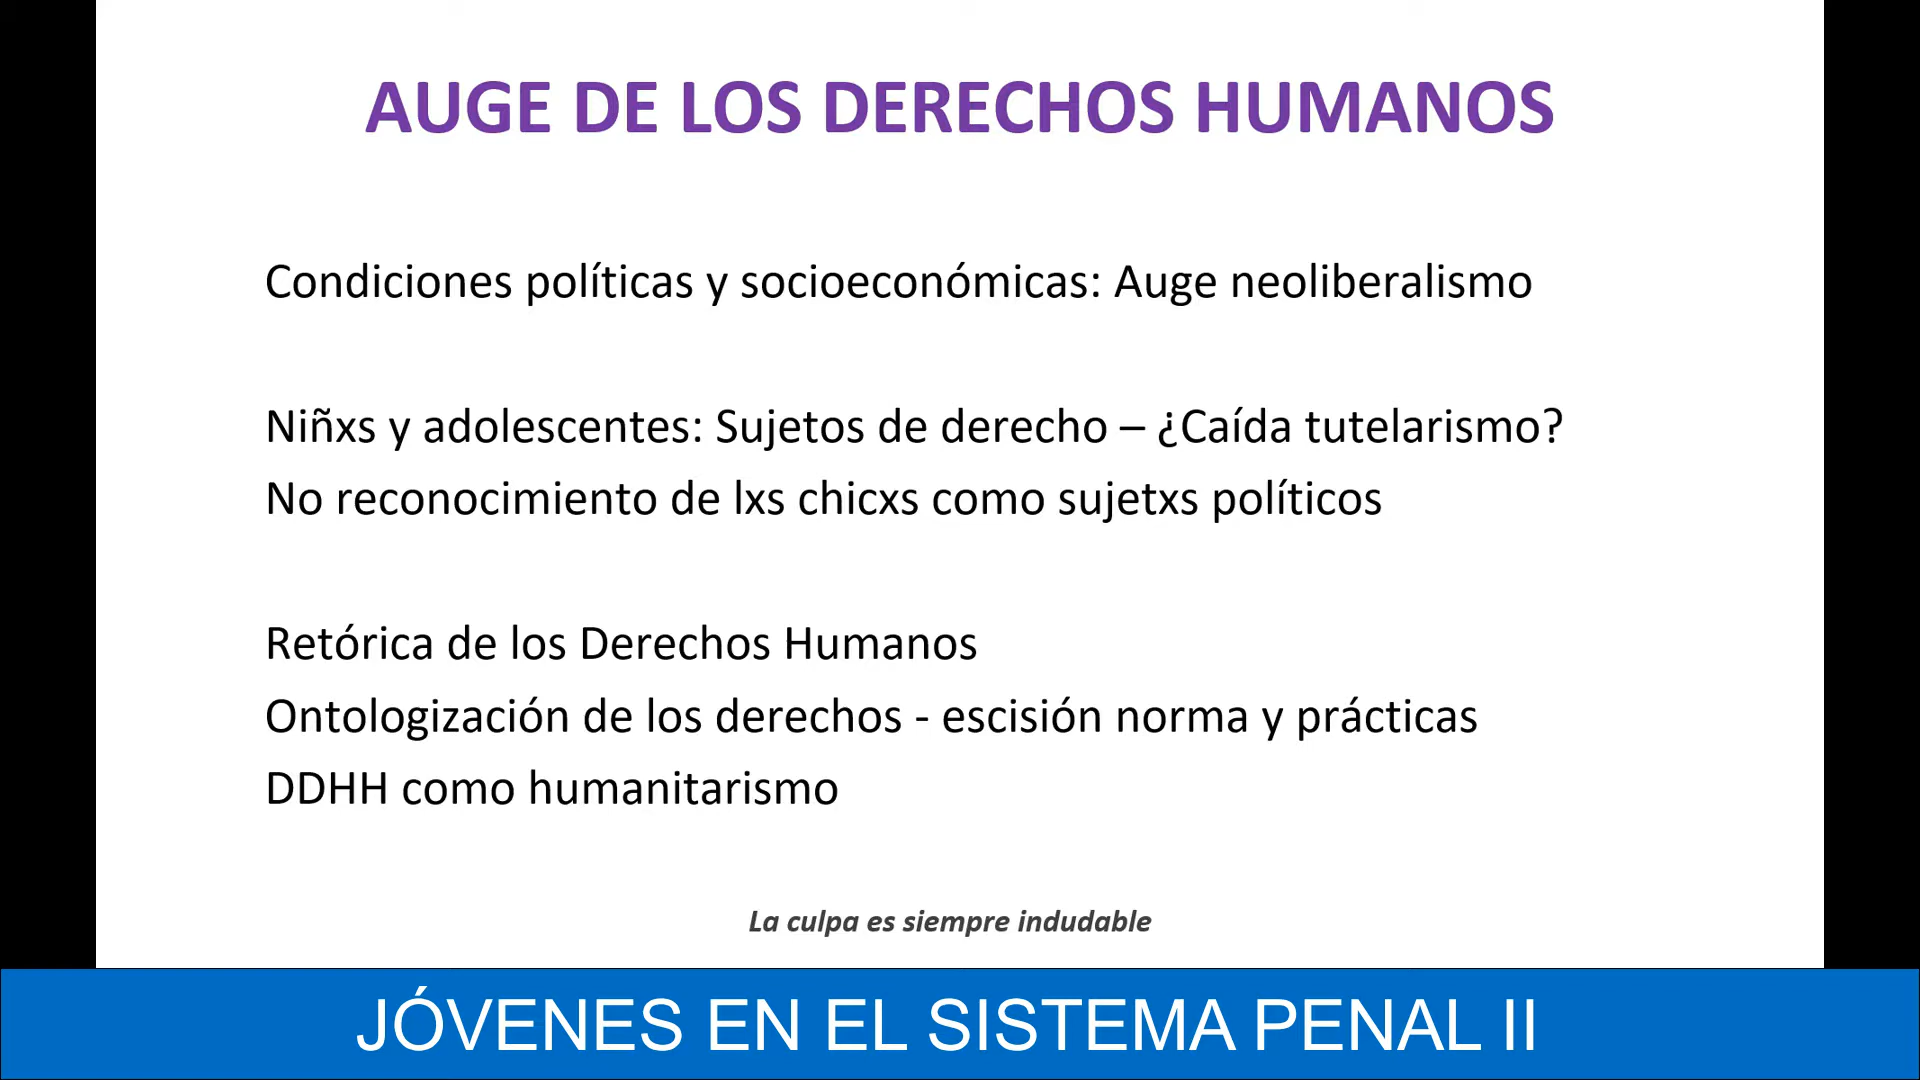 AUGE DE LOS DERECHOS HUMANOS
Condiciones políticas y socioeconómicas: Auge neoliberalismo
Niñxs y adolescentes: Sujetos de derecho – ¿Caída tutelarismo?
No reconocimiento de lxs chicxs como sujetxs políticos
Retórica de los Derechos Humanos
Ontologización de los derechos - escisión norma y prácticas
DDHH como humanitarismo
La culpa es siempre indudable
JÓVENES EN EL SISTEMA PENAL II